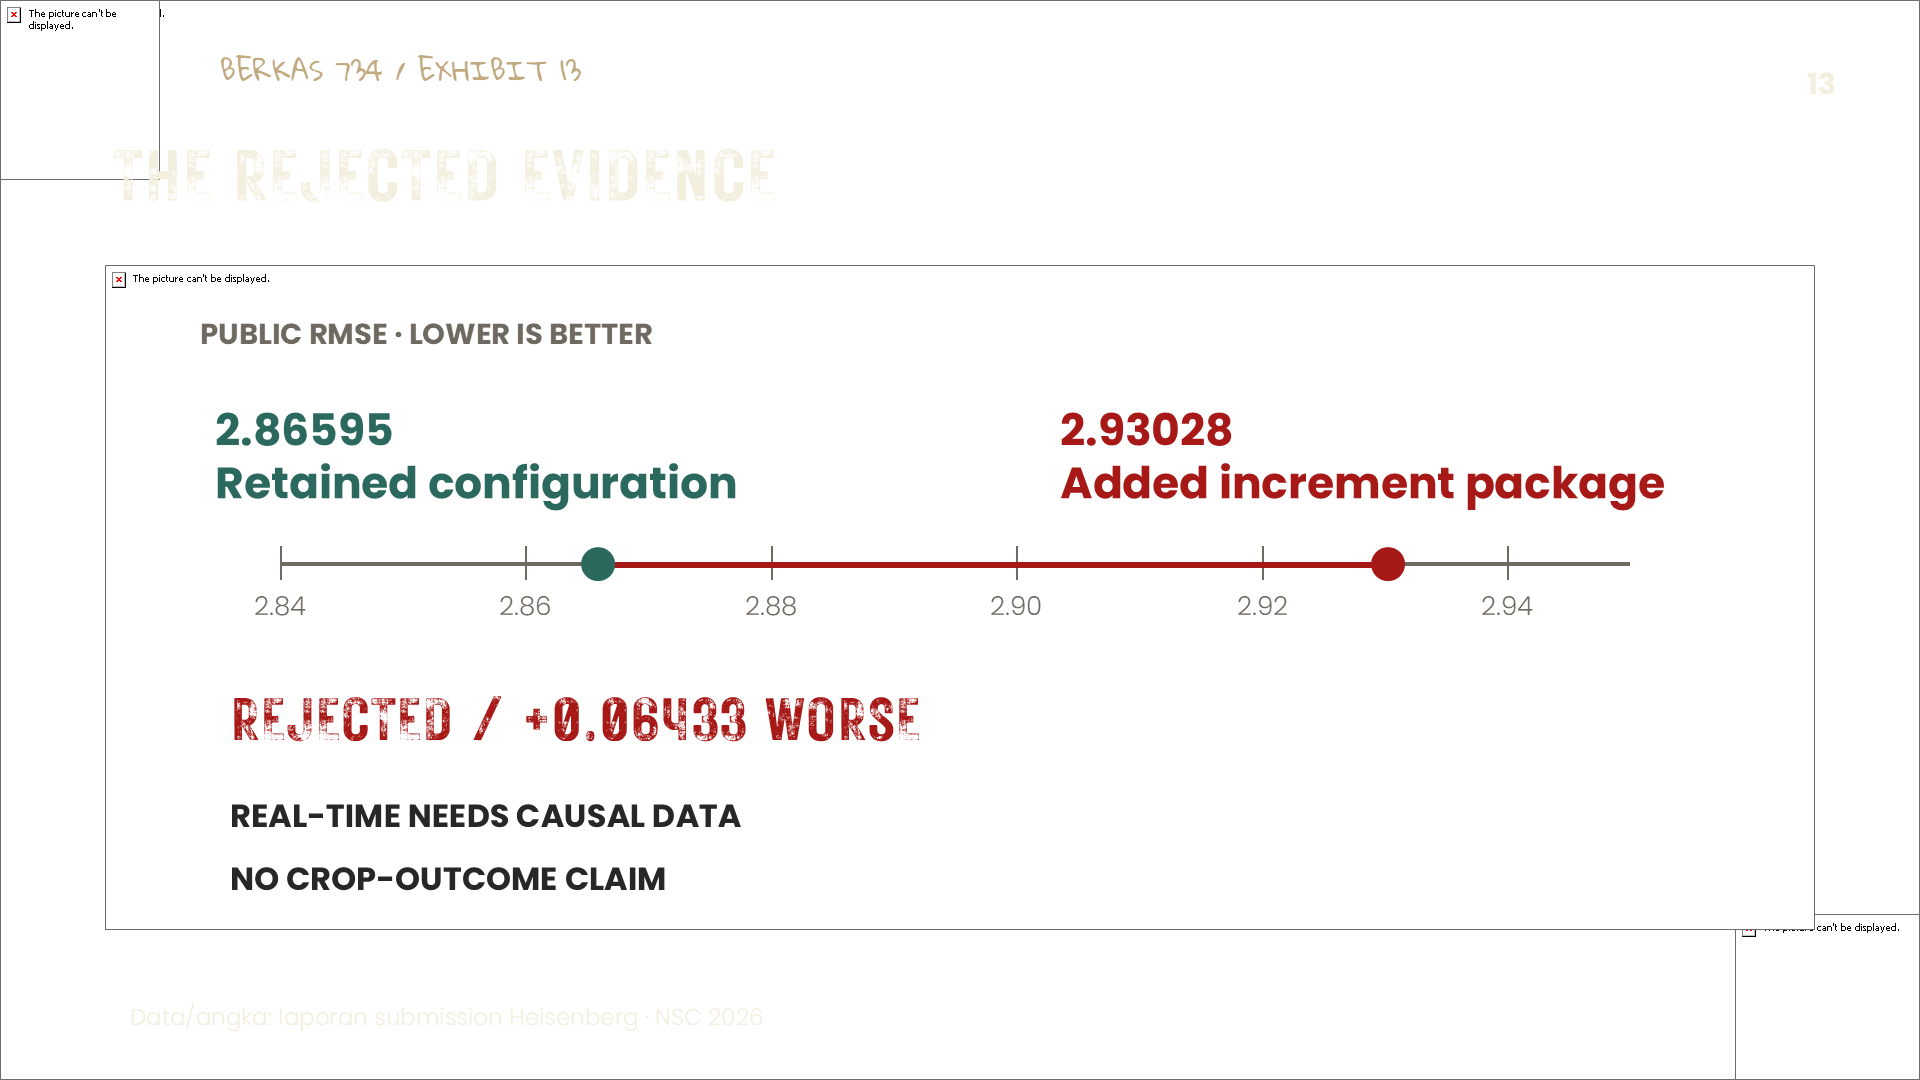 The picture can't be
displayed.
BERKAS 734 / EXHIBIT 13
13
THE REJECTED EVIDENCE
The picture can't be displayed.
PUBLIC RMSE · LOWER IS BETTER
2.86595
Retained configuration
2.93028
Added increment package
2.84
2.86
2.88
2.90
2.92
2.94
REJECTED / +0.06433 WORSE
REAL-TIME NEEDS CAUSAL DATA
NO CROP-OUTCOME CLAIM
The picture can't be displayed.
Data/angka: laporan submission Heisenberg · NSC 2026